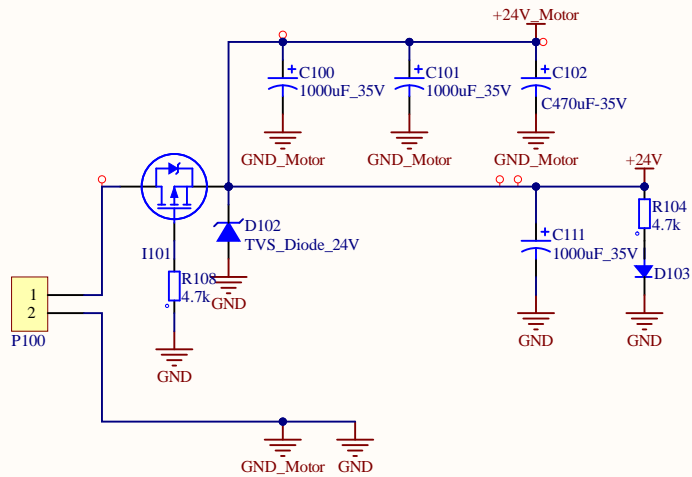 +24V_Motor
C100
1000uF_35V
C101
1000uF_35V
C102
C470uF-35V
GND_Motor
GND_Motor
GND_Motor
+24V
I101
D102
TVS_Diode_24V
GND
R108
4.7k
GND
C111
1000uF_35V
GND
R104
4.7k
D103
GND
1
2
P100
GND_Motor
GND